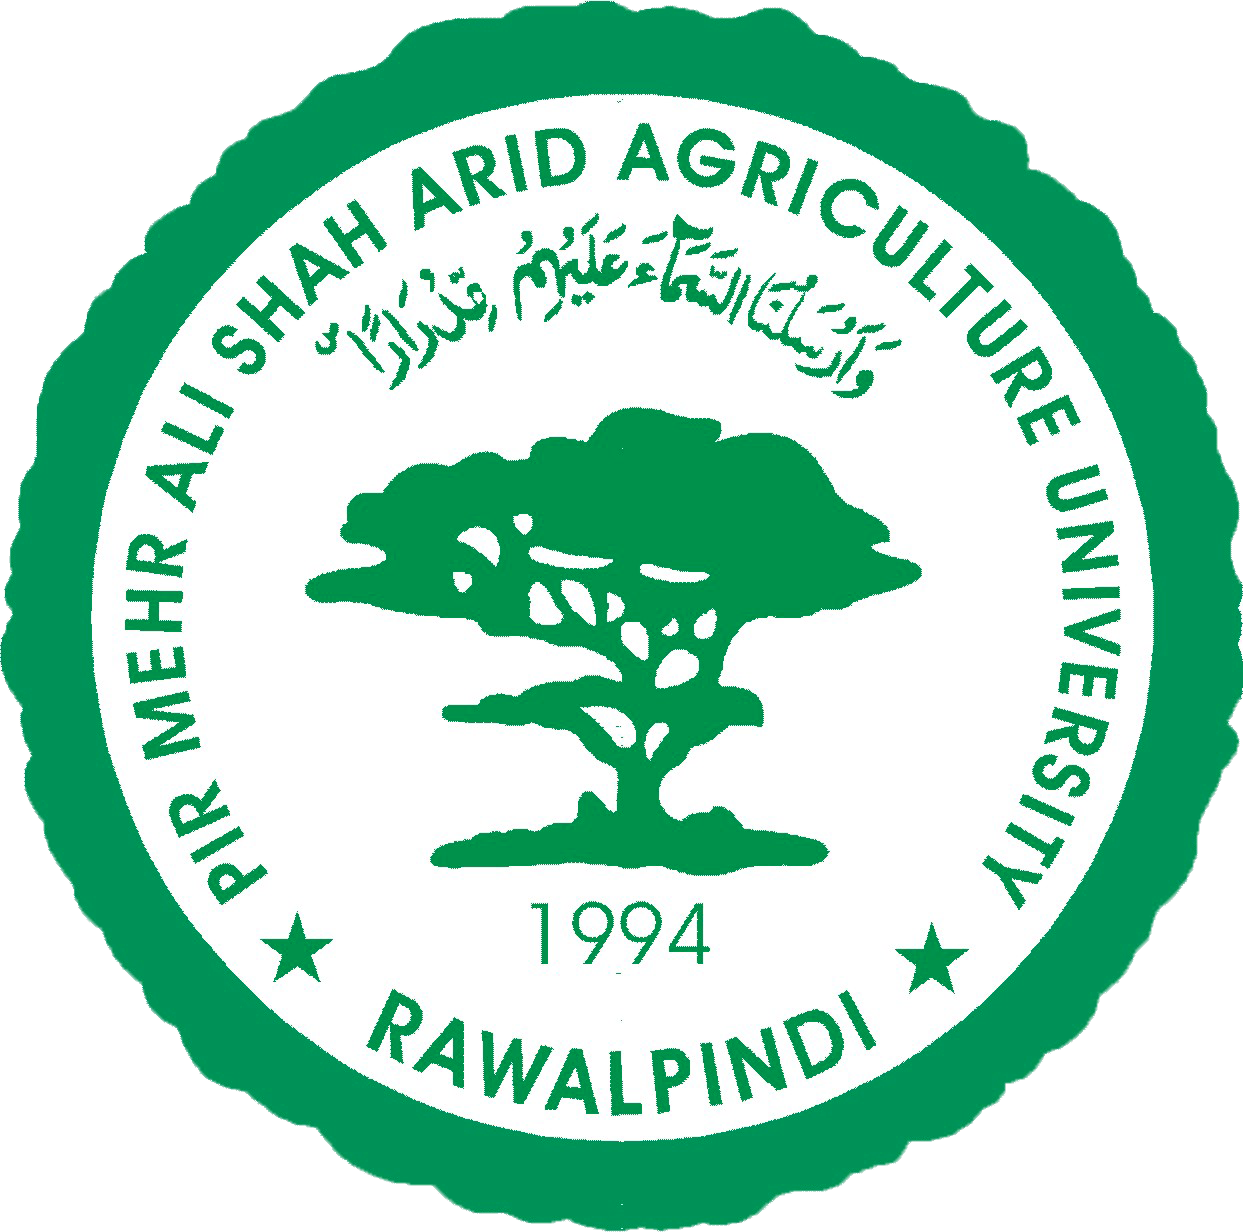 PIR MEHR ALI SHAH ARID AGRICULTURE UNIVERSITY
وَاَرْسَلْنَا السَّمَآءَ عَلَيْهِمْ مِّدْرَارًا
1994
RAWALPINDI